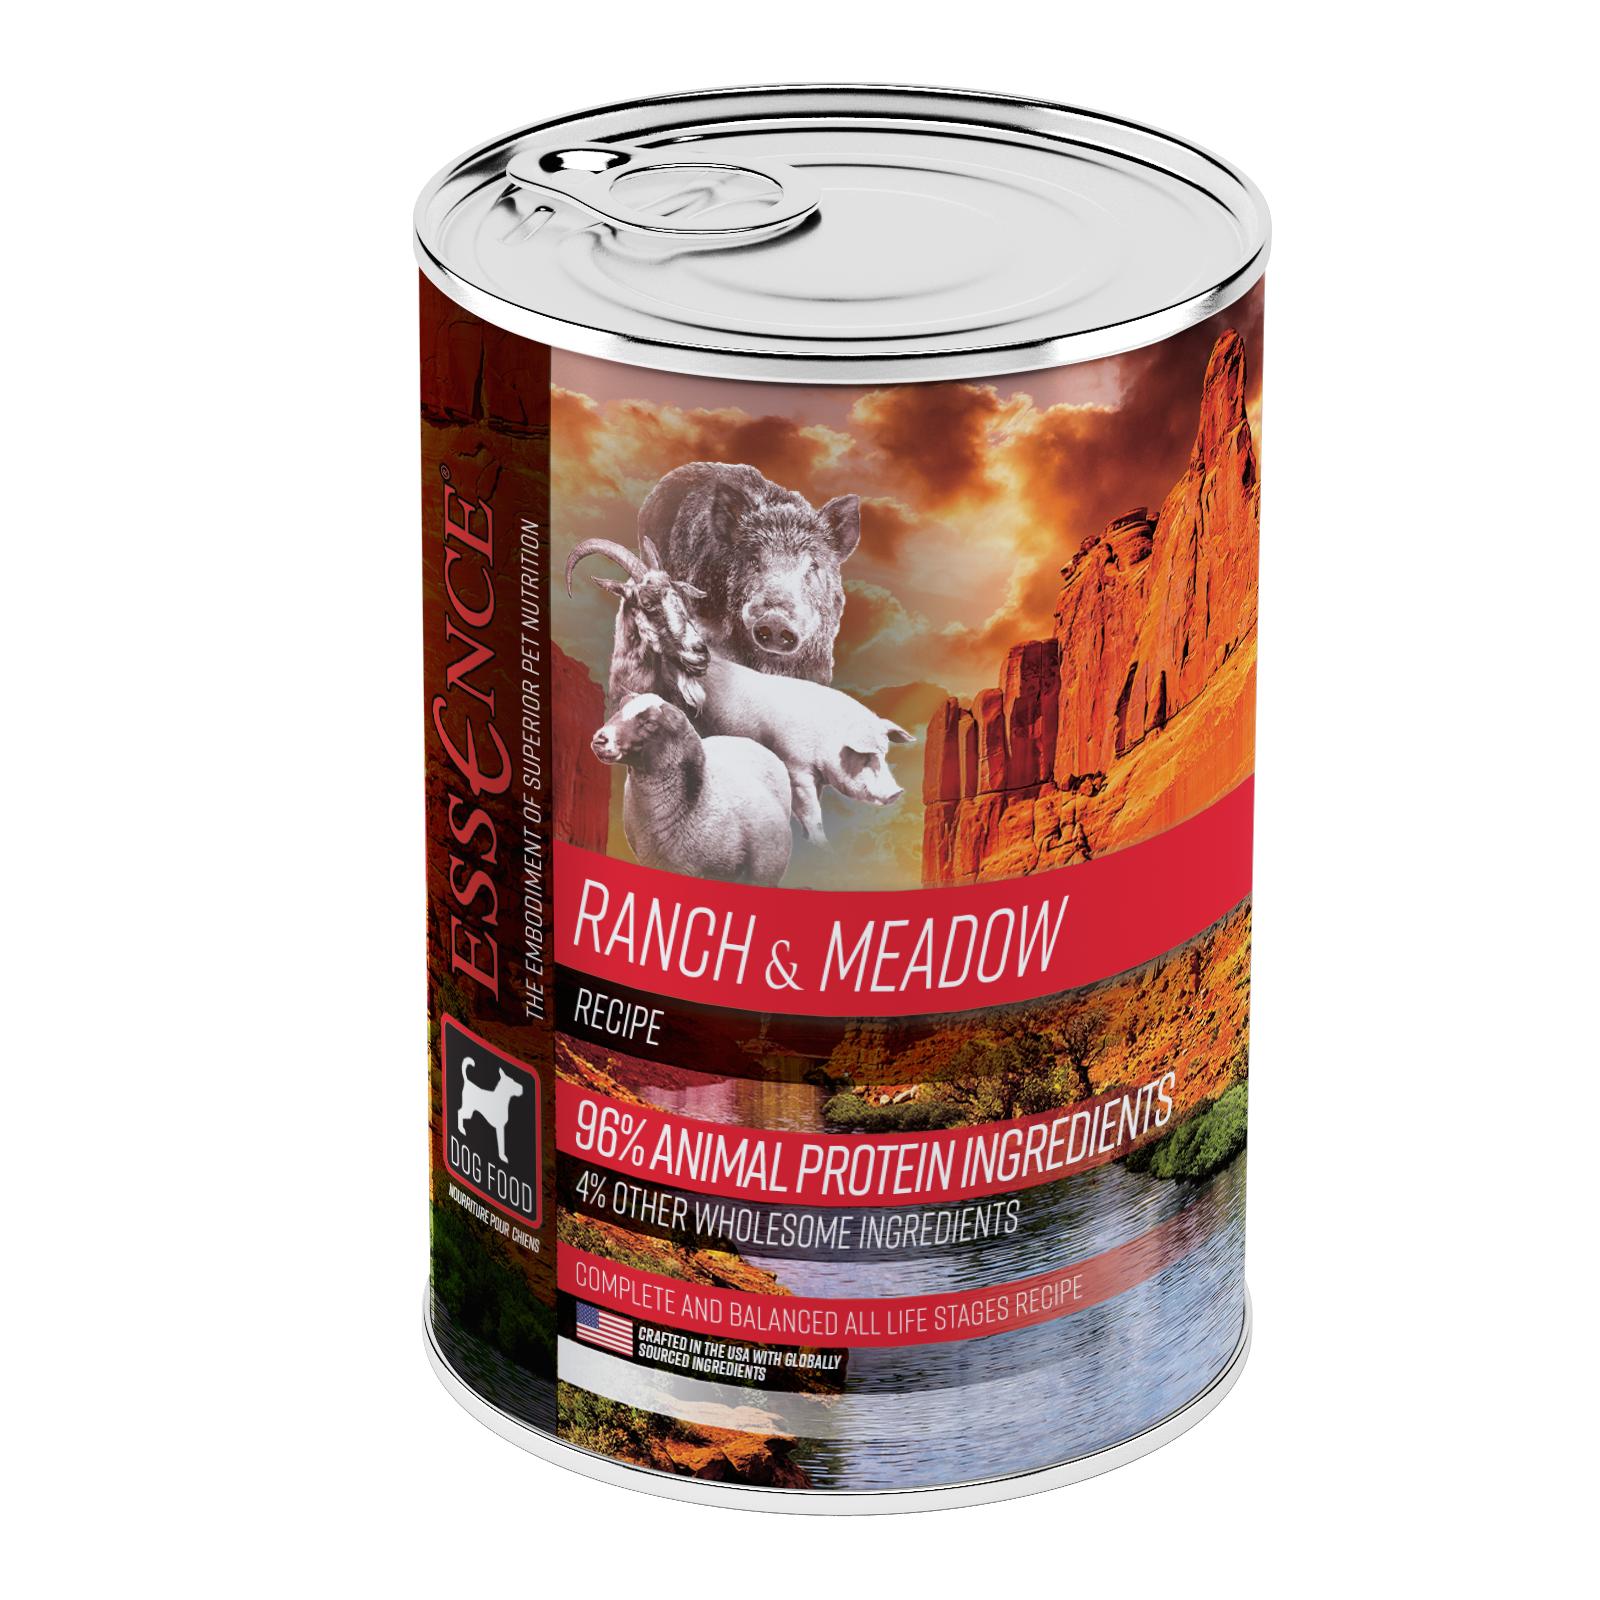 ESSENCE®
THE EMBODIMENT OF SUPERIOR PET NUTRITION
DOG FOOD
NOURRITURE POUR CHIENS
RANCH & MEADOW
RECIPE
96% ANIMAL PROTEIN INGREDIENTS
4% OTHER WHOLESOME INGREDIENTS
COMPLETE AND BALANCED ALL LIFE STAGES RECIPE
CRAFTED IN THE USA WITH GLOBALLY
SOURCED INGREDIENTS